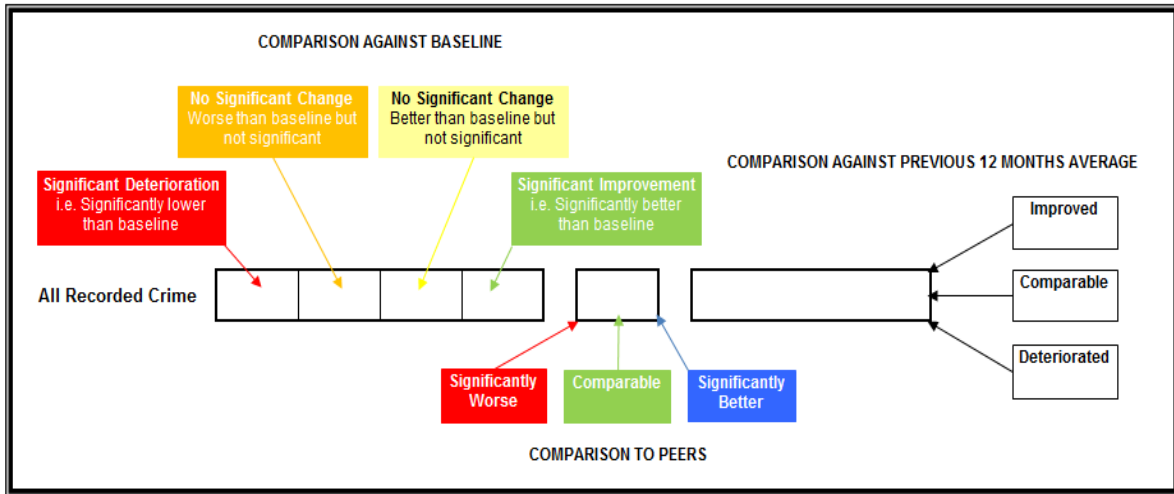 COMPARISON AGAINST BASELINE
No Significant Change
Worse than baseline but
not significant
No Significant Change
Better than baseline but
not significant
COMPARISON AGAINST PREVIOUS 12 MONTHS AVERAGE
Significant Deterioration
i.e. Significantly lower
than baseline
Significant Improvement
i.e. Significantly better
than baseline
Improved
All Recorded Crime
Comparable
Deteriorated
Significantly
Worse
Comparable
Significantly
Better
COMPARISON TO PEERS